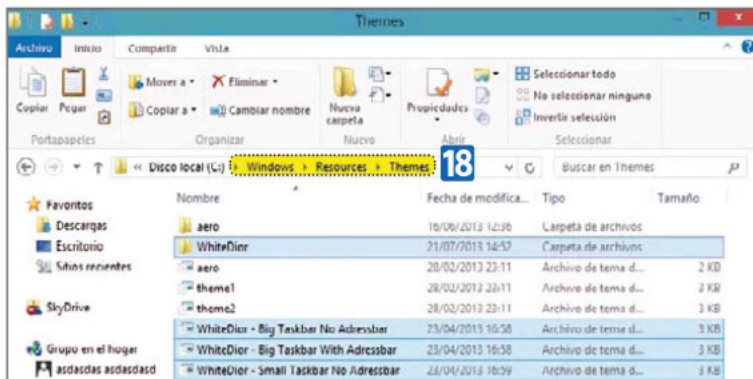 Themes
Archivo Inicio Compartir Vista
Copiar Pegar
Mover a Eliminar
Copiar a Cambiar nombre
Nueva carpeta
Propiedades
Seleccionar todo
No seleccionar ninguno
Invertir selección
Portapapeles Organizar Nuevo Abrir Seleccionar
« Disco local (C:) Windows Resources Themes 18 Buscar en Themes
Nombre Fecha de modifica... Tipo Tamaño
Favoritos
Descargas
Escritorio
Sitios recientes
SkyDrive
Grupo en el hogar
asdasdas asdasdasd
aero 16/06/2013 12:36 Carpeta de archivos
WhiteDior 21/07/2013 14:52 Carpeta de archivos
aero 28/02/2013 23:11 Archivo de tema d... 2 KB
theme1 28/02/2013 23:11 Archivo de tema d... 3 KB
theme2 28/02/2013 23:11 Archivo de tema d... 3 KB
WhiteDior - Big Taskbar No Adressbar 23/04/2013 16:58 Archivo de tema d... 3 KB
WhiteDior - Big Taskbar With Adressbar 23/04/2013 16:58 Archivo de tema d... 3 KB
WhiteDior - Small Taskbar No Adressbar 23/04/2013 16:59 Archivo de tema d... 3 KB